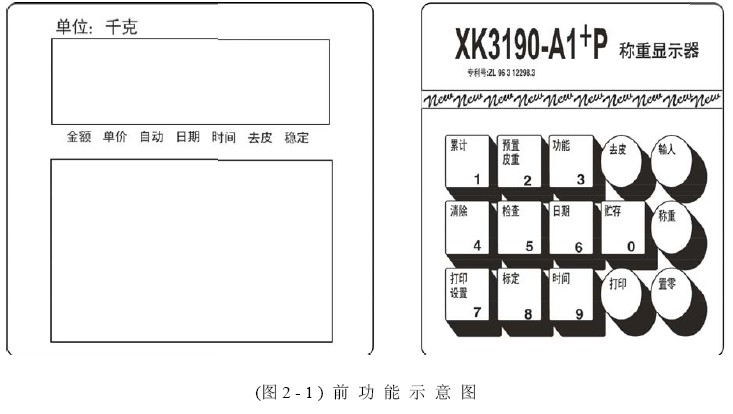 单位：千克
金额 单价 自动 日期 时间 去皮 稳定
XK3190-A1+P 称重显示器
专利号:ZL 96 3 12298.3
New New New New New New New New New New
累计 1 预置皮重 2 功能 3 去皮 输入
清除 4 检查 5 日期 6 贮存 0 称重
打印设置 7 标定 8 时间 9 打印 置零
(图2-1) 前功能示意图